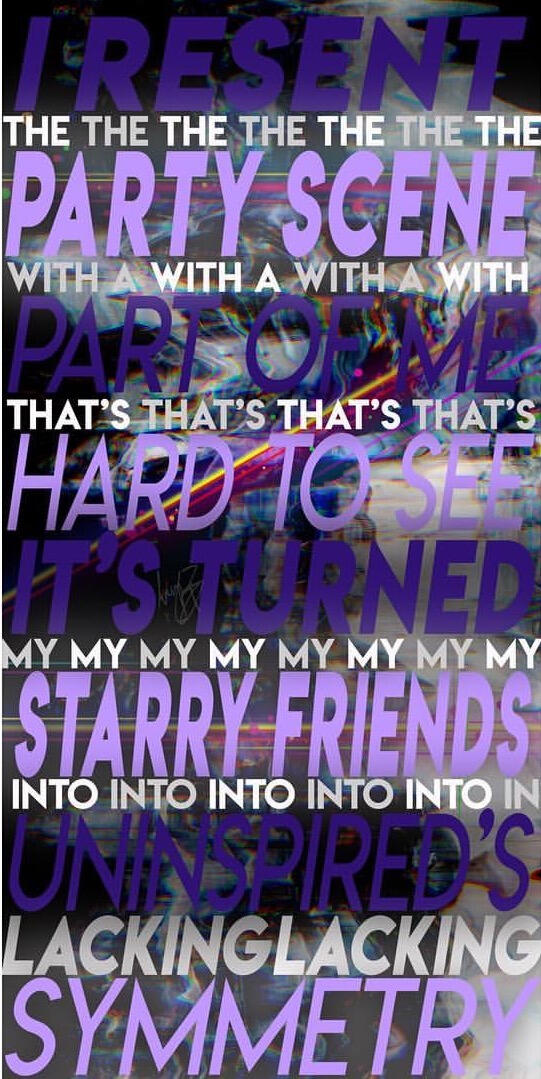 I RESENT
THE THE THE THE THE THE THE
PARTY SCENE
WITH A WITH A WITH A WITH
PART OF ME
THAT'S THAT'S THAT'S THAT'S
HARD TO SEE
IT'S TURNED
MY MY MY MY MY MY MY MY
STARRY FRIENDS
INTO INTO INTO INTO INTO IN
UNINSPIRED'S
LACKINGLACKING
SYMMETRY